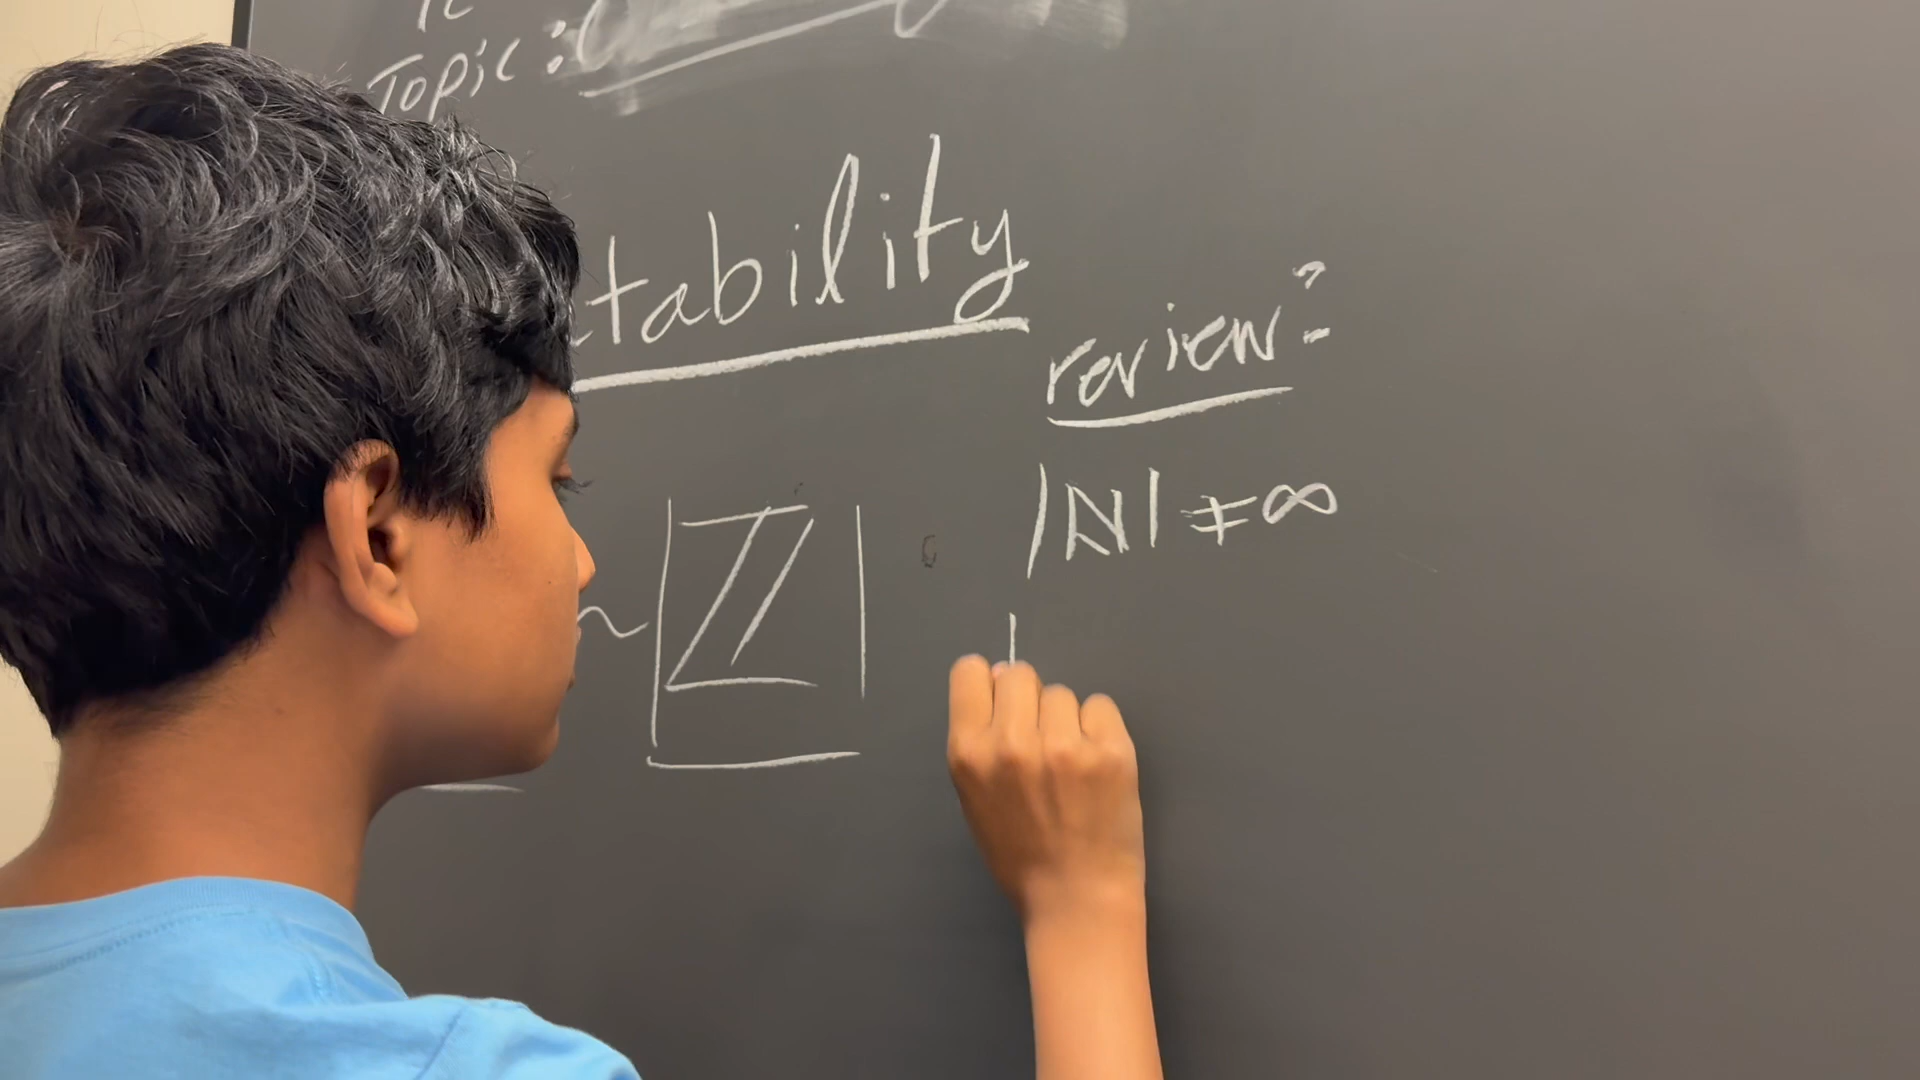 Topic:
tability
review:
|ℕ| ≠ ∞
~ |ℤ|